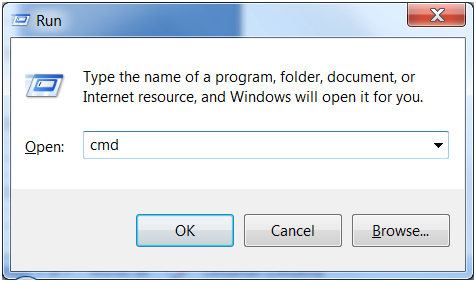 Run
Type the name of a program, folder, document, or
Internet resource, and Windows will open it for you.
Open: cmd
OK Cancel Browse...